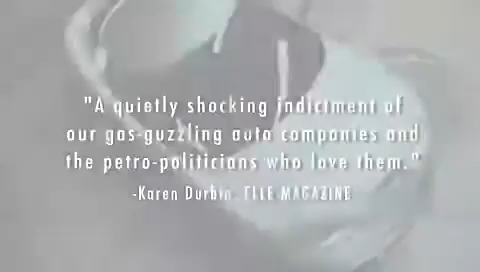 "A quietly shocking indictment of
our gas-guzzling auto companies and
the petro-politicians who love them."
-Karen Durbin, ELLE MAGAZINE